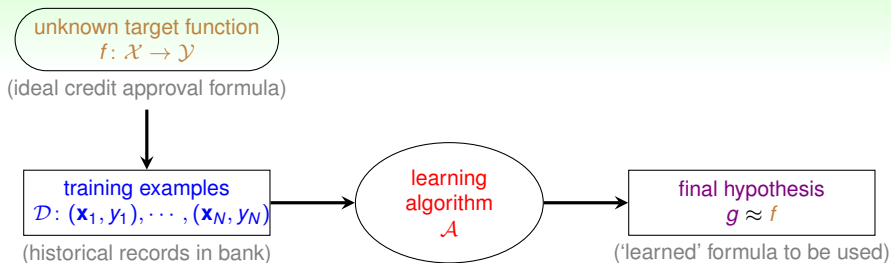 unknown target function
f: 𝒳 → 𝒴
(ideal credit approval formula)
training examples
𝒟: (𝐱₁, y₁), ⋯ , (𝐱_N, y_N)
(historical records in bank)
learning
algorithm
𝒜
final hypothesis
g ≈ f
(‘learned’ formula to be used)